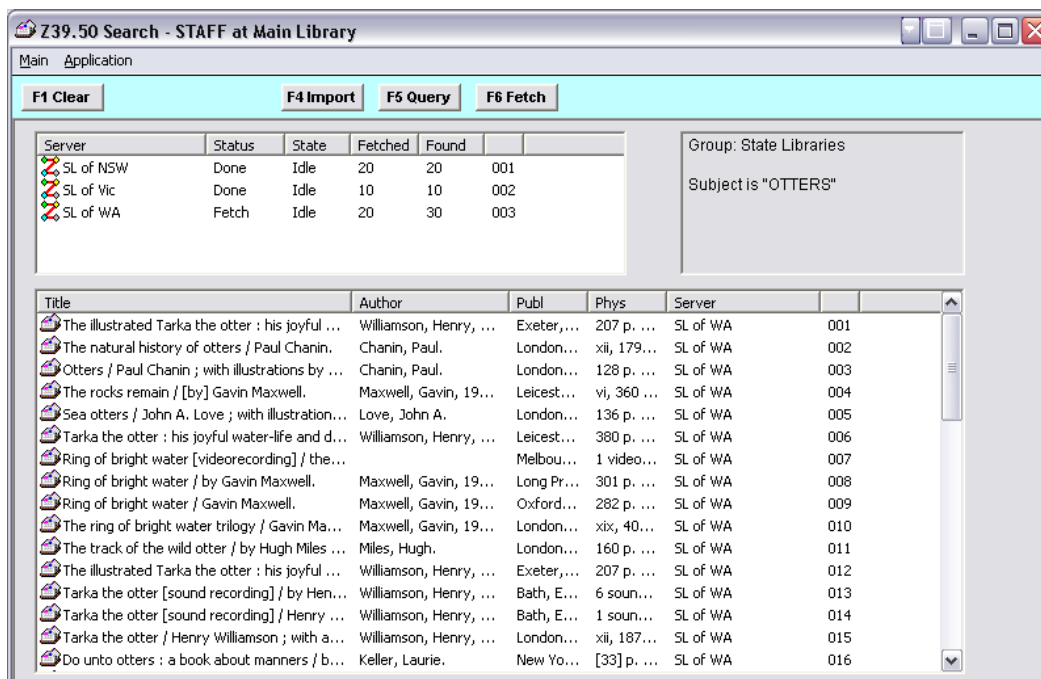 Z39.50 Search - STAFF at Main Library
Main Application
F1 Clear F4 Import F5 Query F6 Fetch
Server Status State Fetched Found
SL of NSW Done Idle 20 20 001
SL of Vic Done Idle 10 10 002
SL of WA Fetch Idle 20 30 003
Group: State Libraries
Subject is "OTTERS"
Title Author Publ Phys Server
The illustrated Tarka the otter : his joyful ... Williamson, Henry, ... Exeter,... 207 p. ... SL of WA 001
The natural history of otters / Paul Chanin. Chanin, Paul. London... xii, 179... SL of WA 002
Otters / Paul Chanin ; with illustrations by ... Chanin, Paul. London... 128 p. ... SL of WA 003
The rocks remain / [by] Gavin Maxwell. Maxwell, Gavin, 19... Leicest... vi, 360 ... SL of WA 004
Sea otters / John A. Love ; with illustration... Love, John A. London... 136 p. ... SL of WA 005
Tarka the otter : his joyful water-life and d... Williamson, Henry, ... Leicest... 380 p. ... SL of WA 006
Ring of bright water [videorecording] / the... Melbou... 1 video... SL of WA 007
Ring of bright water / by Gavin Maxwell. Maxwell, Gavin, 19... Long Pr... 301 p. ... SL of WA 008
Ring of bright water / Gavin Maxwell. Maxwell, Gavin, 19... Oxford... 282 p. ... SL of WA 009
The ring of bright water trilogy / Gavin Ma... Maxwell, Gavin, 19... London... xix, 40... SL of WA 010
The track of the wild otter / by Hugh Miles ... Miles, Hugh. London... 160 p. ... SL of WA 011
The illustrated Tarka the otter : his joyful ... Williamson, Henry, ... Exeter,... 207 p. ... SL of WA 012
Tarka the otter [sound recording] / by Hen... Williamson, Henry, ... Bath, E... 6 soun... SL of WA 013
Tarka the otter [sound recording] / Henry ... Williamson, Henry, ... Bath, E... 1 soun... SL of WA 014
Tarka the otter / Henry Williamson ; with a... Williamson, Henry, ... London... xii, 187... SL of WA 015
Do unto otters : a book about manners / b... Keller, Laurie. New Yo... [33] p. ... SL of WA 016